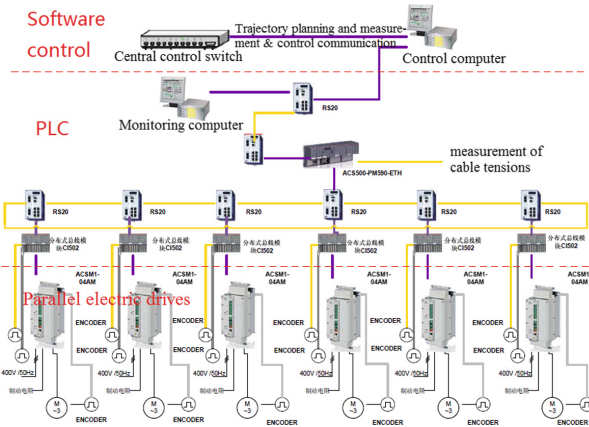 Software
control
Trajectory planning and measure-
ment & control communication
Central control switch
Control computer
RS20
PLC
Monitoring computer
ACS500-PM590-ETH
measurement of
cable tensions
RS20
RS20
RS20
RS20
RS20
RS20
分布式总线模
块CI502
分布式总线模
块CI502
分布式总线模
块CI502
分布式总线模
块CI502
分布式总线模
块CI502
分布式总线模
块CI502
ACSM1-
04AM
ACSM1-
04AM
ACSM1-
04AM
ACSM1-
04AM
ACSM1-
04AM
ACSM1-
04AM
Parallel electric drives
ENCODER
ENCODER
ENCODER
ENCODER
ENCODER
ENCODER
ENCODER
ENCODER
ENCODER
ENCODER
400V /50Hz
400V /50Hz
400V /50Hz
400V /50Hz
400V /50Hz
400V /50Hz
制动电阻
制动电阻
制动电阻
制动电阻
制动电阻
制动电阻
M
~3
M
~3
M
~3
M
~3
M
~3
M
~3
ENCODER
ENCODER
ENCODER
ENCODER
ENCODER
ENCODER